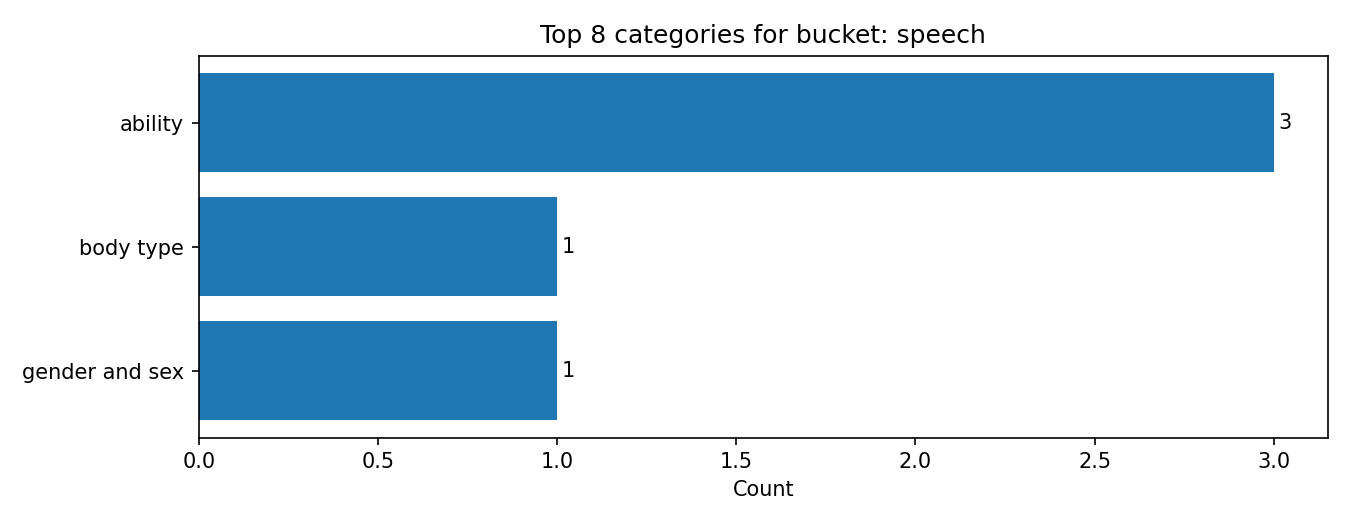 Top 8 categories for bucket: speech
ability
3
body type
1
gender and sex
1
0.0 0.5 1.0 1.5 2.0 2.5 3.0
Count